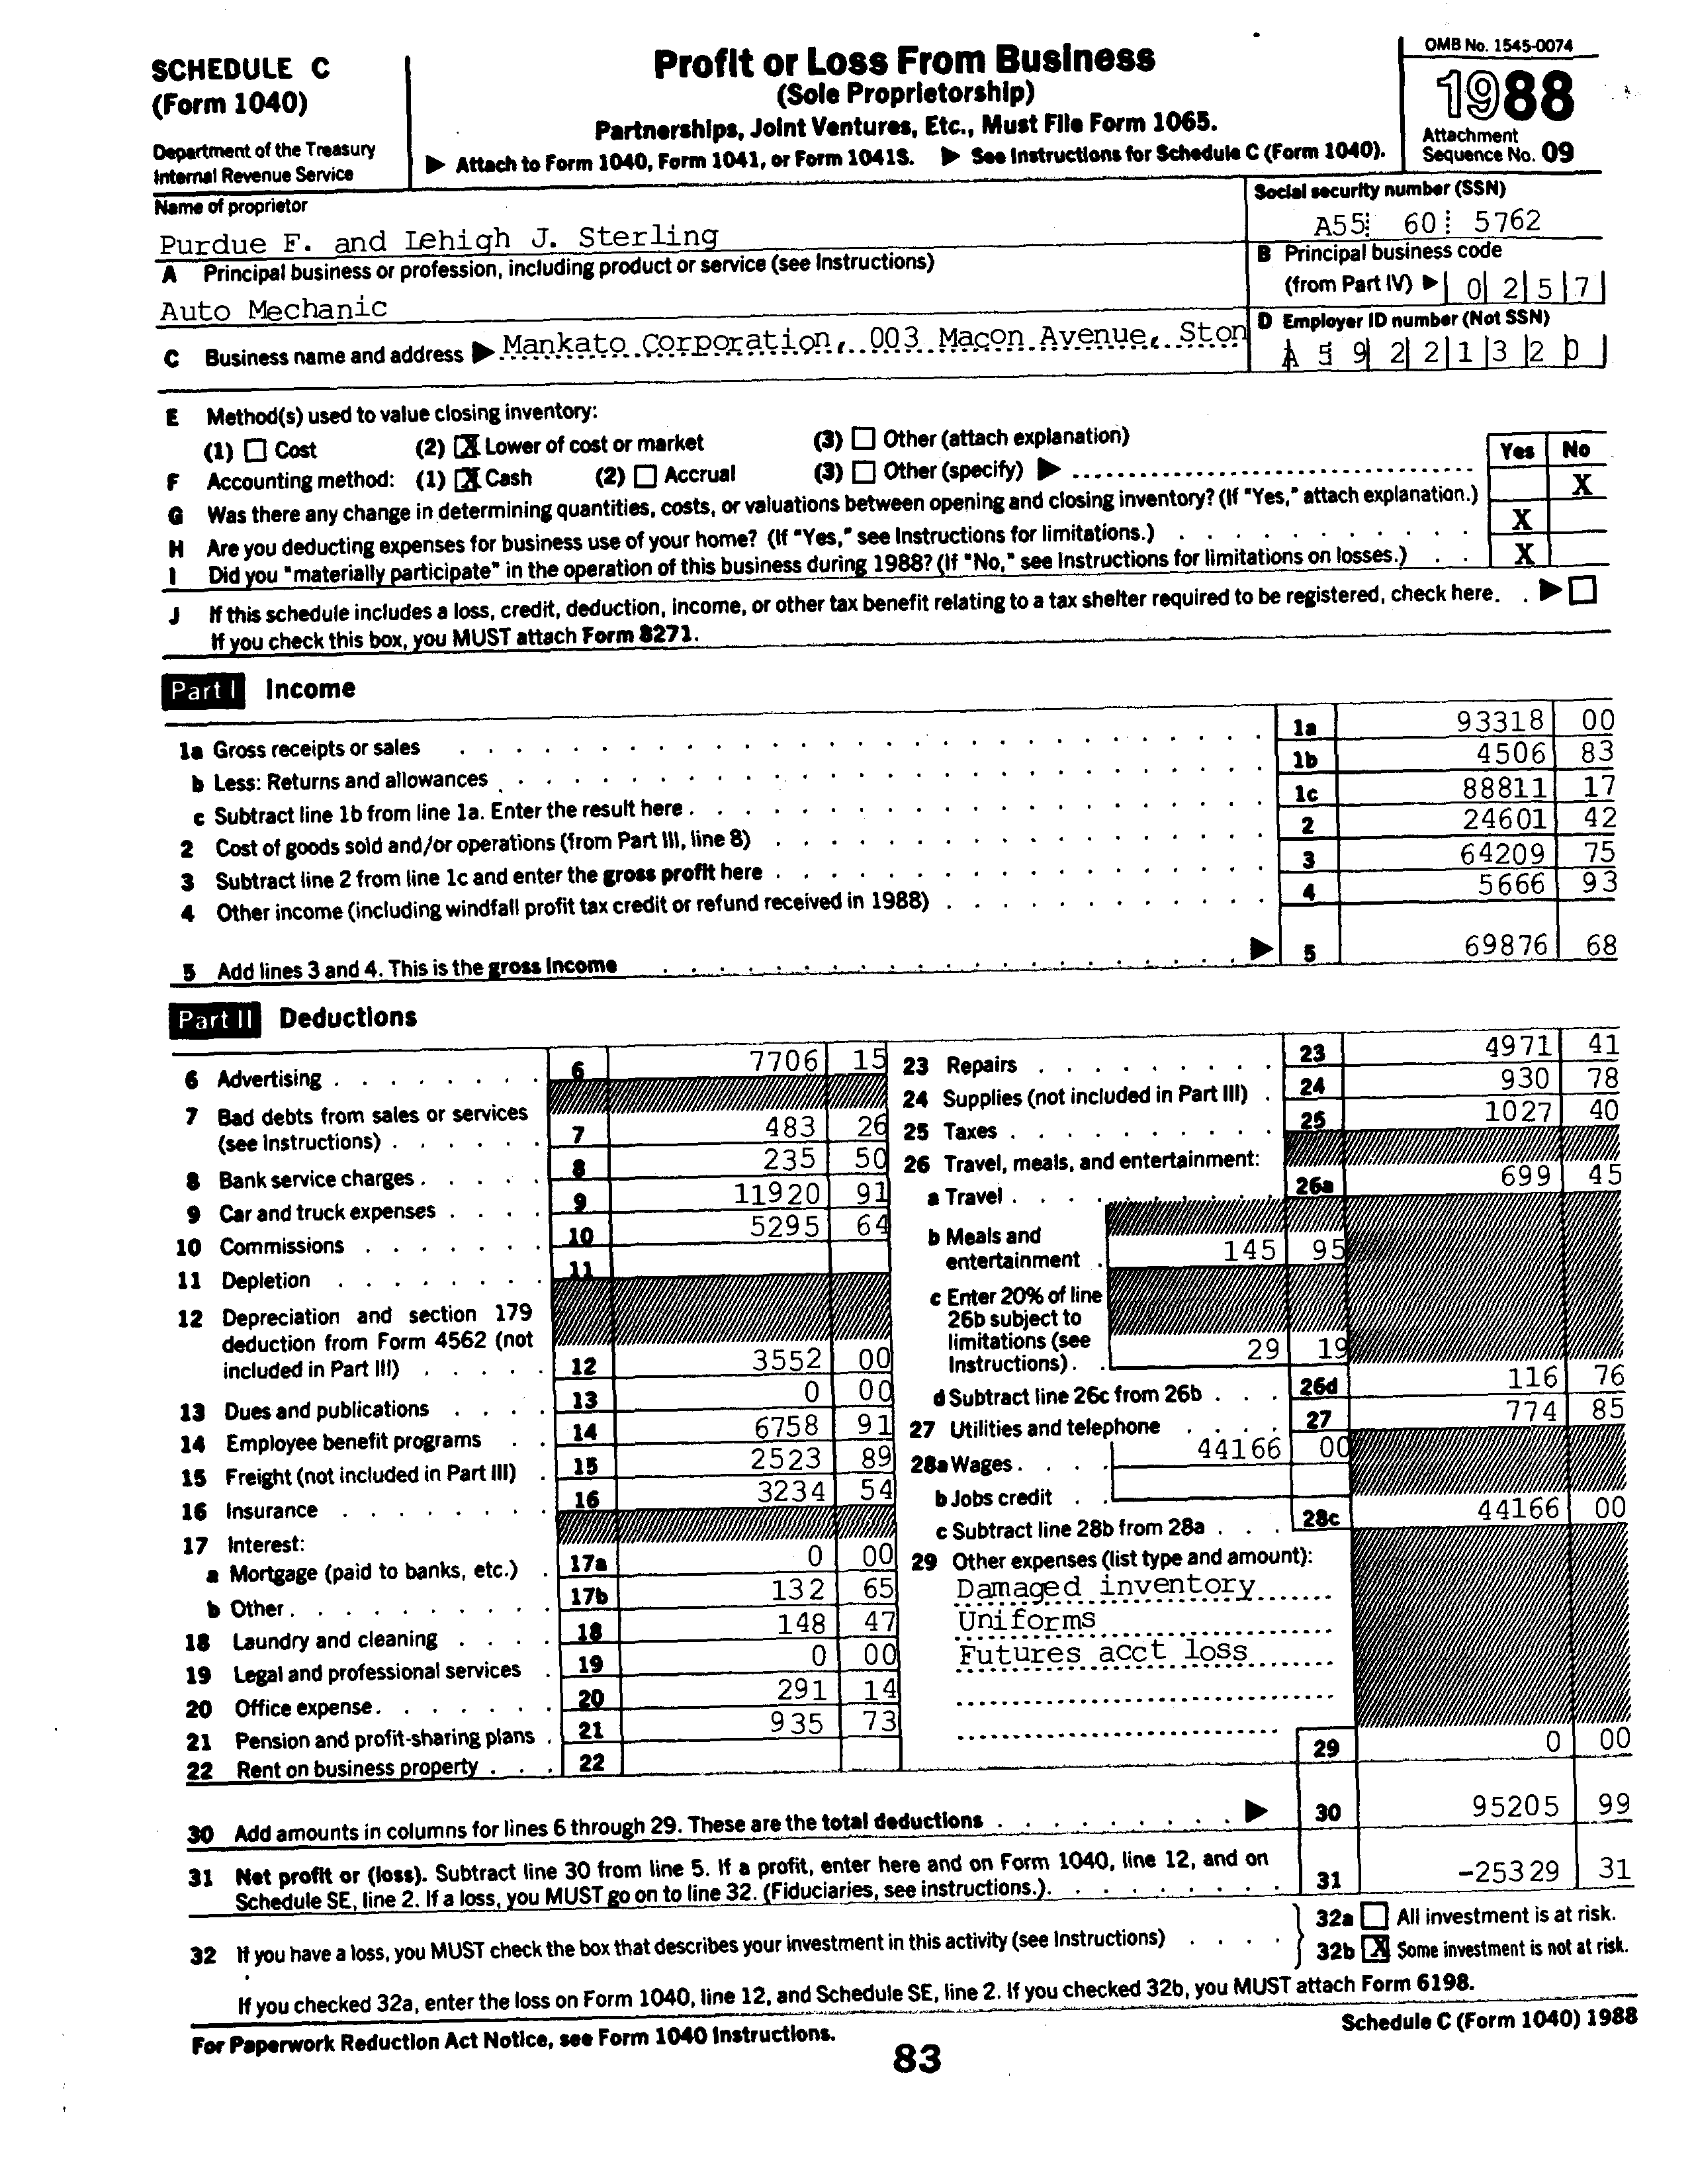 SCHEDULE C
(Form 1040)
Department of the Treasury
Internal Revenue Service
Profit or Loss From Business
(Sole Proprietorship)
Partnerships, Joint Ventures, Etc., Must File Form 1065.
▶ Attach to Form 1040, Form 1041, or Form 1041S. ▶ See Instructions for Schedule C (Form 1040).
OMB No. 1545-0074
1988
Attachment
Sequence No. 09
Name of proprietor
Purdue F. and Lehigh J. Sterling
Social security number (SSN)
A55 60 5762
A Principal business or profession, including product or service (see Instructions)
Auto Mechanic
B Principal business code
(from Part IV) ▶ 0 2 5 7
C Business name and address ▶ Mankato Corporation, 003 Macon Avenue, Ston
D Employer ID number (Not SSN)
A 5 9 2 2 1 3 2 0
E Method(s) used to value closing inventory:
(1) ☐ Cost (2) ☒ Lower of cost or market (3) ☐ Other (attach explanation)
F Accounting method: (1) ☒ Cash (2) ☐ Accrual (3) ☐ Other (specify) ▶
Yes No
G Was there any change in determining quantities, costs, or valuations between opening and closing inventory? (If "Yes," attach explanation.) X
H Are you deducting expenses for business use of your home? (If "Yes," see Instructions for limitations.) X
I Did you "materially participate" in the operation of this business during 1988? (If "No," see Instructions for limitations on losses.) X
J If this schedule includes a loss, credit, deduction, income, or other tax benefit relating to a tax shelter required to be registered, check here. ▶ ☐
If you check this box, you MUST attach Form 8271.
Part I Income
1a Gross receipts or sales 1a 93318 00
b Less: Returns and allowances 1b 4506 83
c Subtract line 1b from line 1a. Enter the result here 1c 88811 17
2 Cost of goods sold and/or operations (from Part III, line 8) 2 24601 42
3 Subtract line 2 from line 1c and enter the gross profit here 3 64209 75
4 Other income (including windfall profit tax credit or refund received in 1988) 4 5666 93
5 Add lines 3 and 4. This is the gross income ▶ 5 69876 68
Part II Deductions
6 Advertising 6 7706 15
7 Bad debts from sales or services
(see Instructions) 7 483 26
8 Bank service charges 8 235 50
9 Car and truck expenses 9 11920 91
10 Commissions 10 5295 64
11 Depletion 11
12 Depreciation and section 179
deduction from Form 4562 (not
included in Part III) 12 3552 00
13 Dues and publications 13 0 00
14 Employee benefit programs 14 6758 91
15 Freight (not included in Part III) 15 2523 89
16 Insurance 16 3234 54
17 Interest:
a Mortgage (paid to banks, etc.) 17a 0 00
b Other 17b 132 65
18 Laundry and cleaning 18 148 47
19 Legal and professional services 19 0 00
20 Office expense 20 291 14
21 Pension and profit-sharing plans 21 935 73
22 Rent on business property 22
23 Repairs 23 4971 41
24 Supplies (not included in Part III) 24 930 78
25 Taxes 25 1027 40
26 Travel, meals, and entertainment:
a Travel 26a 699 45
b Meals and
entertainment 145 95
c Enter 20% of line
26b subject to
limitations (see
Instructions). 29 19
d Subtract line 26c from 26b 26d 116 76
27 Utilities and telephone 27 774 85
28a Wages 44166 00
b Jobs credit
c Subtract line 28b from 28a 28c 44166 00
29 Other expenses (list type and amount):
Damaged inventory
Uniforms
Futures acct loss
29 0 00
30 Add amounts in columns for lines 6 through 29. These are the total deductions ▶ 30 95205 99
31 Net profit or (loss). Subtract line 30 from line 5. If a profit, enter here and on Form 1040, line 12, and on
Schedule SE, line 2. If a loss, you MUST go on to line 32. (Fiduciaries, see instructions.). 31 -25329 31
32 If you have a loss, you MUST check the box that describes your investment in this activity (see Instructions)
32a ☐ All investment is at risk.
32b ☒ Some investment is not at risk.
If you checked 32a, enter the loss on Form 1040, line 12, and Schedule SE, line 2. If you checked 32b, you MUST attach Form 6198.
For Paperwork Reduction Act Notice, see Form 1040 Instructions.
Schedule C (Form 1040) 1988
83